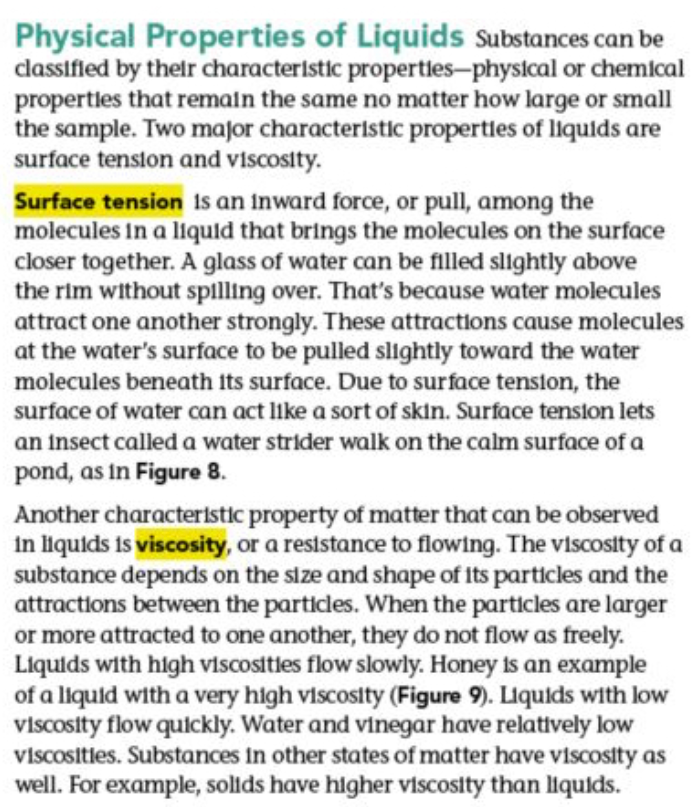 Physical Properties of Liquids Substances can be
classified by their characteristic properties—physical or chemical
properties that remain the same no matter how large or small
the sample. Two major characteristic properties of liquids are
surface tension and viscosity.
Surface tension is an inward force, or pull, among the
molecules in a liquid that brings the molecules on the surface
closer together. A glass of water can be filled slightly above
the rim without spilling over. That's because water molecules
attract one another strongly. These attractions cause molecules
at the water's surface to be pulled slightly toward the water
molecules beneath its surface. Due to surface tension, the
surface of water can act like a sort of skin. Surface tension lets
an insect called a water strider walk on the calm surface of a
pond, as in Figure 8.
Another characteristic property of matter that can be observed
in liquids is viscosity, or a resistance to flowing. The viscosity of a
substance depends on the size and shape of its particles and the
attractions between the particles. When the particles are larger
or more attracted to one another, they do not flow as freely.
Liquids with high viscosities flow slowly. Honey is an example
of a liquid with a very high viscosity (Figure 9). Liquids with low
viscosity flow quickly. Water and vinegar have relatively low
viscosities. Substances in other states of matter have viscosity as
well. For example, solids have higher viscosity than liquids.